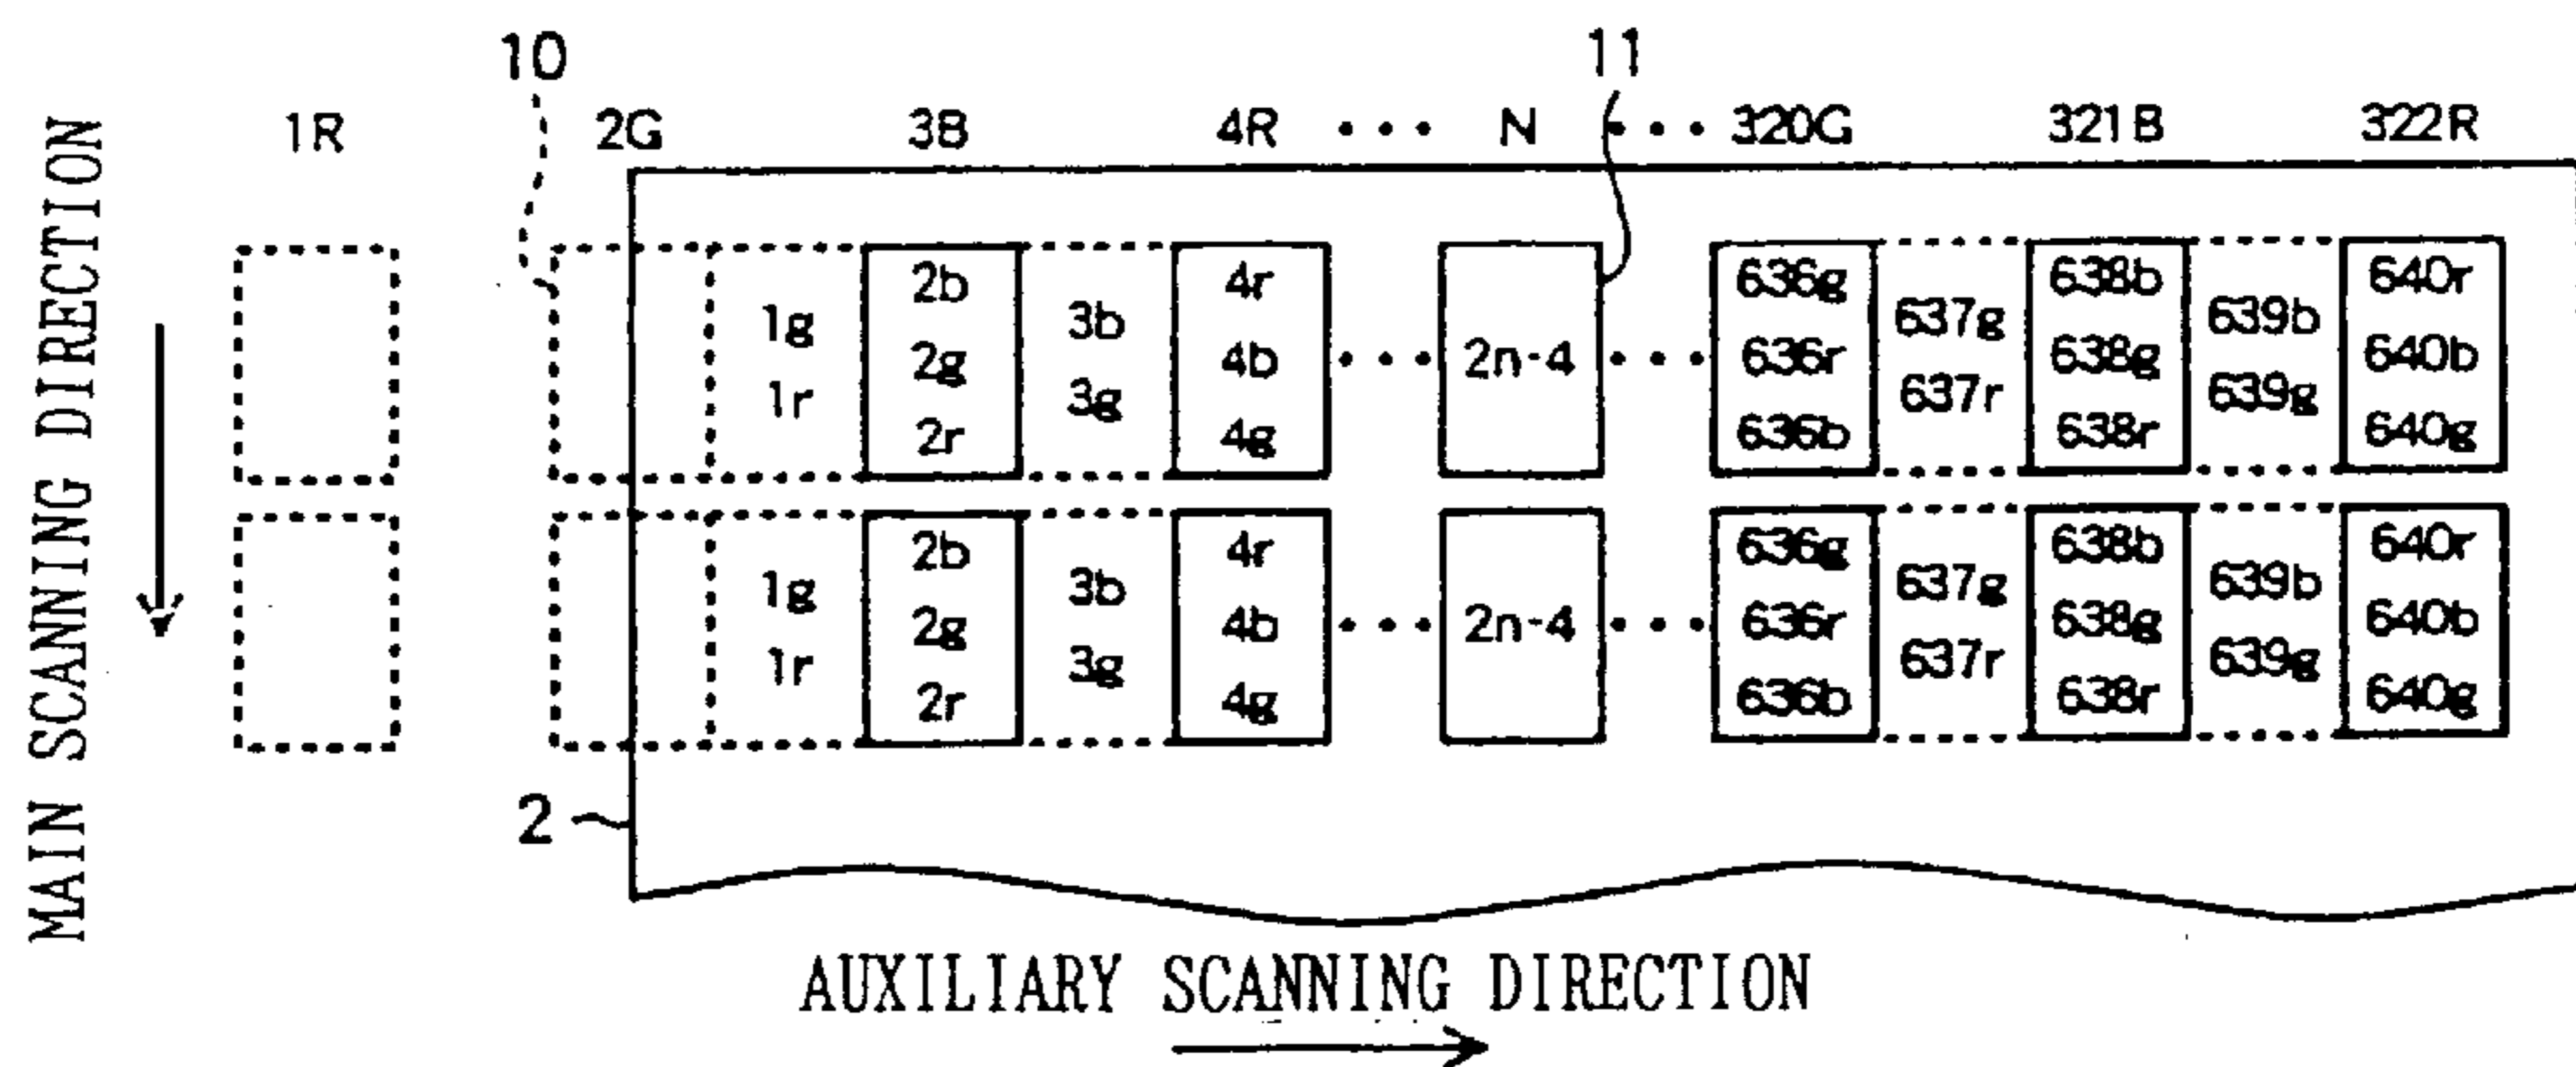 10 11
1R 2G 3B 4R ••• N ••• 320G 321B 322R
MAIN SCANNING DIRECTION
2b 4r 636g 638b 640r
1g 3b 637g 639b
2g 4b ••• 2n-4 ••• 636r 638g 640b
1r 3g 637r 639g
2r 4g 636b 638r 640g
2b 4r 636g 638b 640r
1g 3b 637g 639b
2g 4b ••• 2n-4 ••• 636r 638g 640b
1r 3g 637r 639g
2r 4g 636b 638r 640g
2
AUXILIARY SCANNING DIRECTION